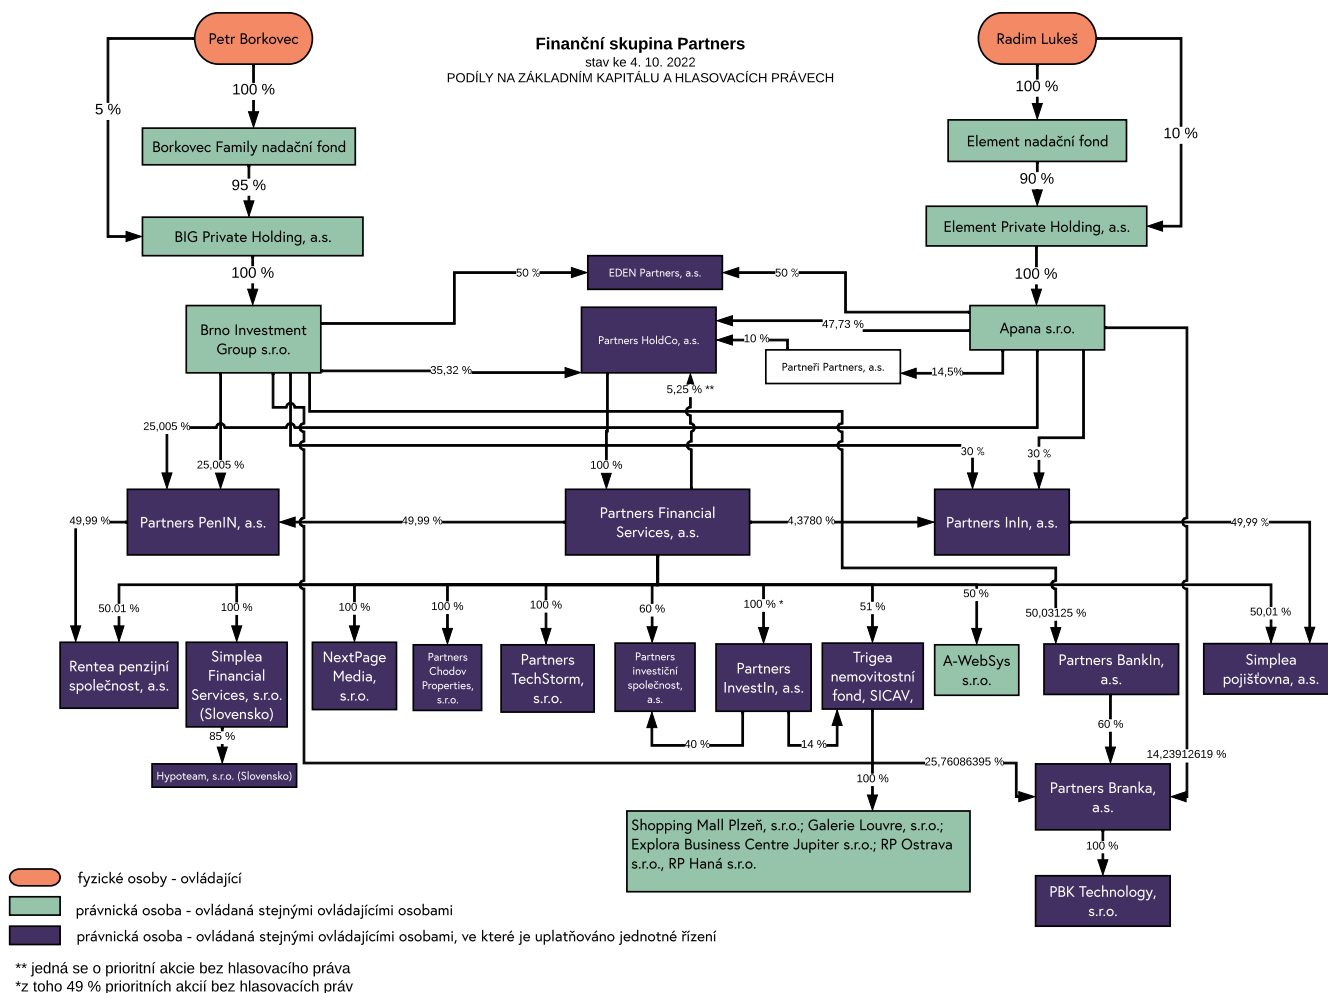 Petr Borkovec
Radim Lukeš
Finanční skupina Partners
stav ke 4. 10. 2022
PODÍLY NA ZÁKLADNÍM KAPITÁLU A HLASOVACÍCH PRÁVECH
100 %
100 %
5 %
10 %
Borkovec Family nadační fond
Element nadační fond
95 %
90 %
BIG Private Holding, a.s.
Element Private Holding, a.s.
100 %
50 %
EDEN Partners, a.s.
50 %
100 %
Brno Investment
Group s.r.o.
Partners HoldCo, a.s.
47,73 %
Apana s.r.o.
10 %
Partneři Partners, a.s.
14,5%
35,32 %
5,25 % **
25,005 %
25,005 %
100 %
30 %
30 %
Partners PenIN, a.s.
Partners Financial
Services, a.s.
Partners InIn, a.s.
49,99 %
49,99 %
4,3780 %
49,99 %
50.01 %
100 %
100 %
100 %
100 %
60 %
100 % *
51 %
50 %
50,03125 %
50,01 %
Rentea penzijní
společnost, a.s.
Simplea
Financial
Services, s.r.o.
(Slovensko)
NextPage
Media,
s.r.o.
Partners
Chodov
Properties,
s.r.o.
Partners
TechStorm,
s.r.o.
Partners
investiční
společnost,
a.s.
Partners
InvestIn, a.s.
Trigea
nemovitostní
fond, SICAV,
A-WebSys
s.r.o.
Partners BankIn,
a.s.
Simplea
pojišťovna, a.s.
85 %
40 %
14 %
60 %
14,23912619 %
Hypoteam, s.r.o. (Slovensko)
25,76086395 %
100 %
Partners Branka,
a.s.
Shopping Mall Plzeň, s.r.o.; Galerie Louvre, s.r.o.;
Explora Business Centre Jupiter s.r.o.; RP Ostrava
s.r.o., RP Haná s.r.o.
100 %
PBK Technology,
s.r.o.
fyzické osoby - ovládající
právnická osoba - ovládaná stejnými ovládajícími osobami
právnická osoba - ovládaná stejnými ovládajícími osobami, ve které je uplatňováno jednotné řízení
** jedná se o prioritní akcie bez hlasovacího práva
*z toho 49 % prioritních akcií bez hlasovacích práv